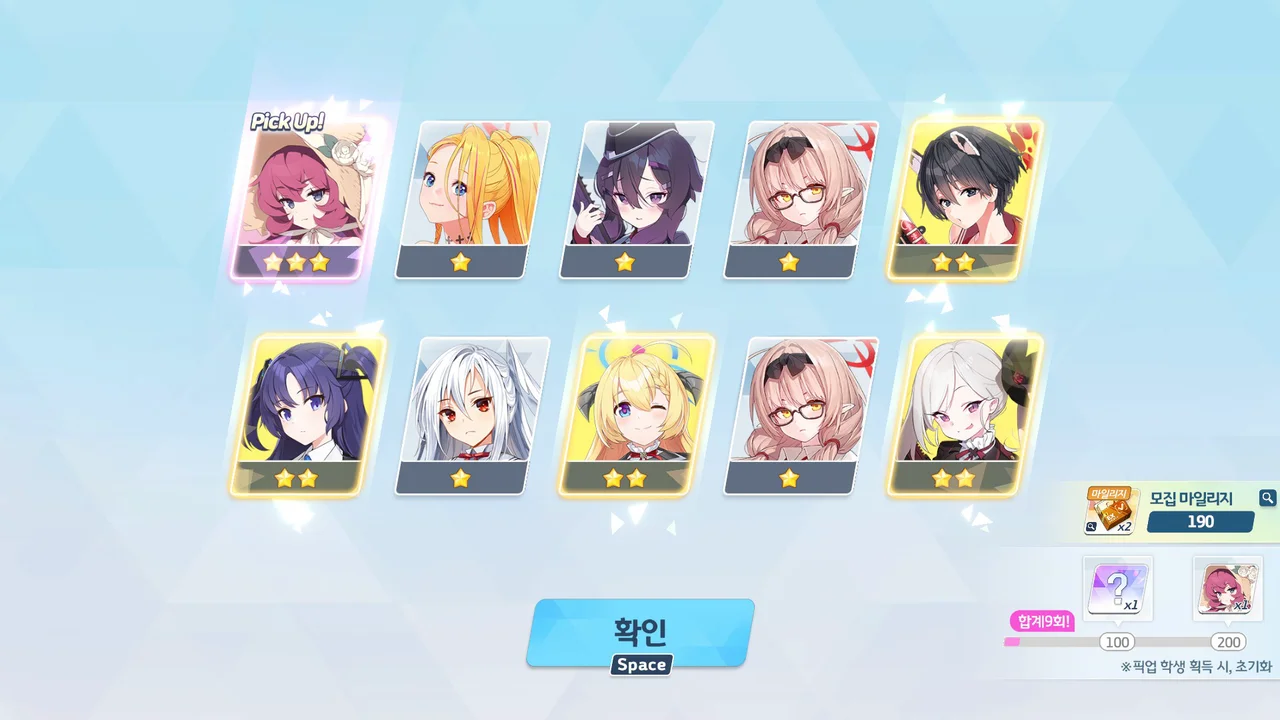 Pick Up!
마일리지
x2
모집 마일리지
190
x1
x1
합계9회!
100
200
※픽업 학생 획득 시, 초기화
확인
Space